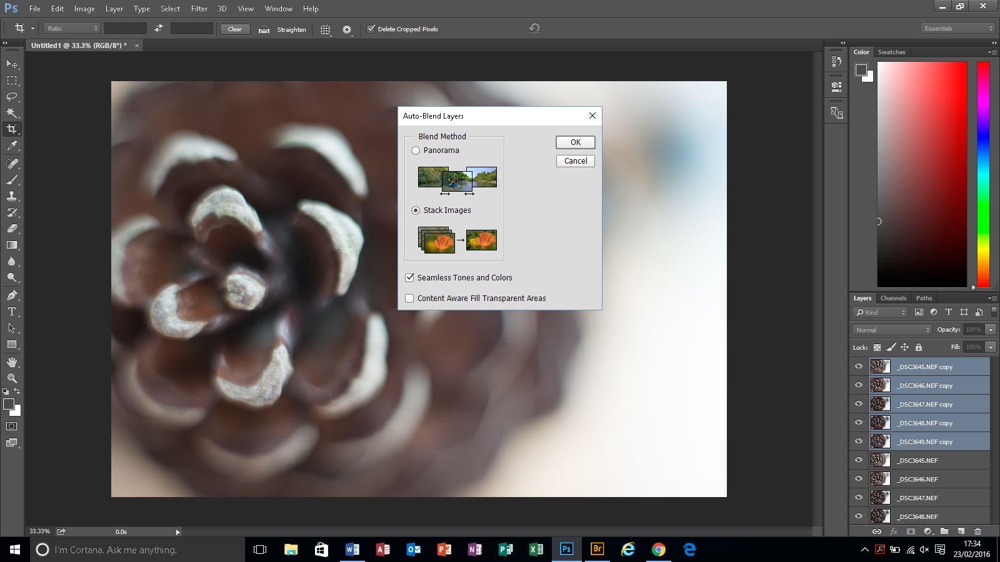 Ps File Edit Image Layer Type Select Filter 3D View Window Help
Ratio Clear Straighten Delete Cropped Pixels Essentials
Untitled1 @ 33.3% (RGB/8*) * ×
Color Swatches
Auto-Blend Layers
Blend Method
Panorama
Stack Images
Seamless Tones and Colors
Content Aware Fill Transparent Areas
OK
Cancel
Layers Channels Paths
Kind
Normal Opacity: 100%
Lock: Fill: 100%
_DSC3645.NEF copy
_DSC3646.NEF copy
_DSC3647.NEF copy
_DSC3648.NEF copy
_DSC3649.NEF copy
_DSC3645.NEF
_DSC3646.NEF
_DSC3647.NEF
_DSC3648.NEF
fx
33.33% 0.0s
I'm Cortana. Ask me anything.
Ps Br
17:34
23/02/2016